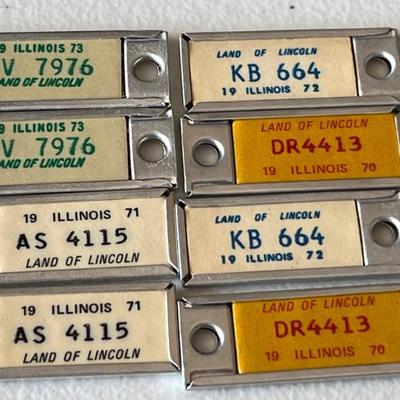 19 ILLINOIS 73
V 7976
LAND OF LINCOLN
19 ILLINOIS 73
V 7976
LAND OF LINCOLN
19 ILLINOIS 71
AS 4115
LAND OF LINCOLN
19 ILLINOIS 71
AS 4115
LAND OF LINCOLN
LAND OF LINCOLN
KB 664
19 ILLINOIS 72
LAND OF LINCOLN
DR4413
19 ILLINOIS 70
LAND OF LINCOLN
KB 664
19 ILLINOIS 72
LAND OF LINCOLN
DR4413
19 ILLINOIS 70